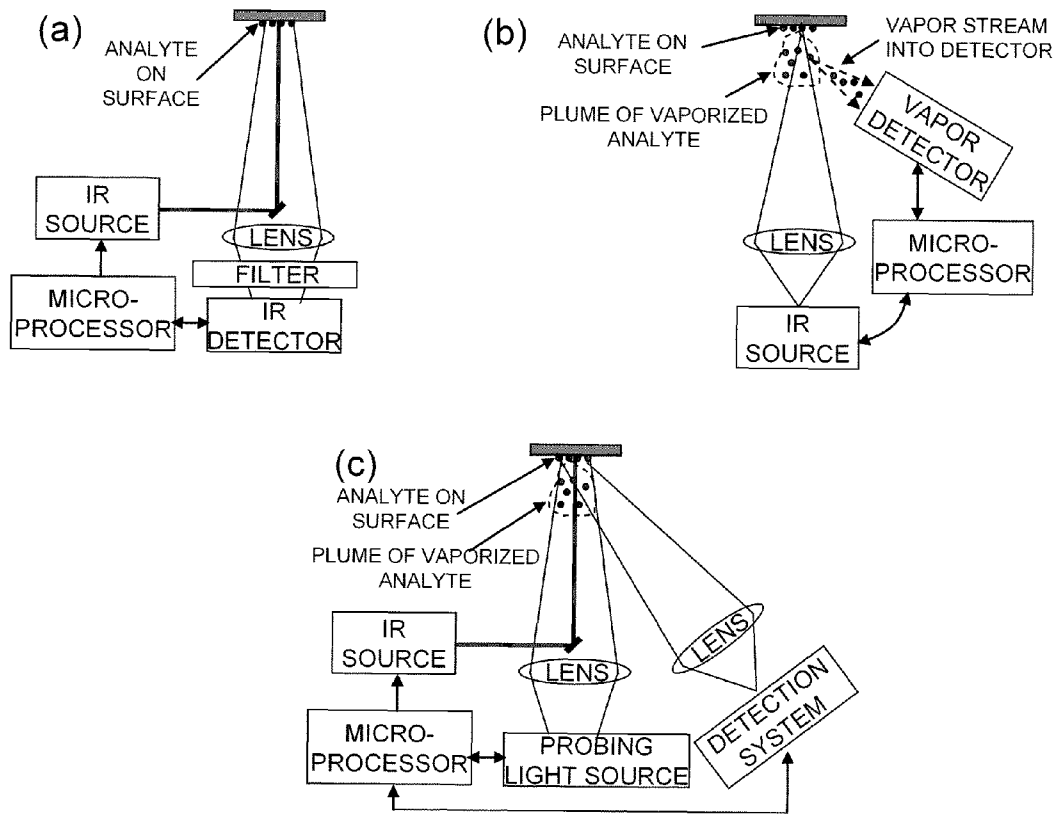 (a)
ANALYTE
ON
SURFACE
IR
SOURCE
LENS
FILTER
MICRO-
PROCESSOR
IR
DETECTOR
(b)
ANALYTE ON
SURFACE
VAPOR STREAM
INTO DETECTOR
PLUME OF VAPORIZED
ANALYTE
VAPOR
DETECTOR
LENS
MICRO-
PROCESSOR
IR
SOURCE
(c)
ANALYTE ON
SURFACE
PLUME OF VAPORIZED
ANALYTE
IR
SOURCE
LENS
LENS
MICRO-
PROCESSOR
PROBING
LIGHT SOURCE
DETECTION
SYSTEM